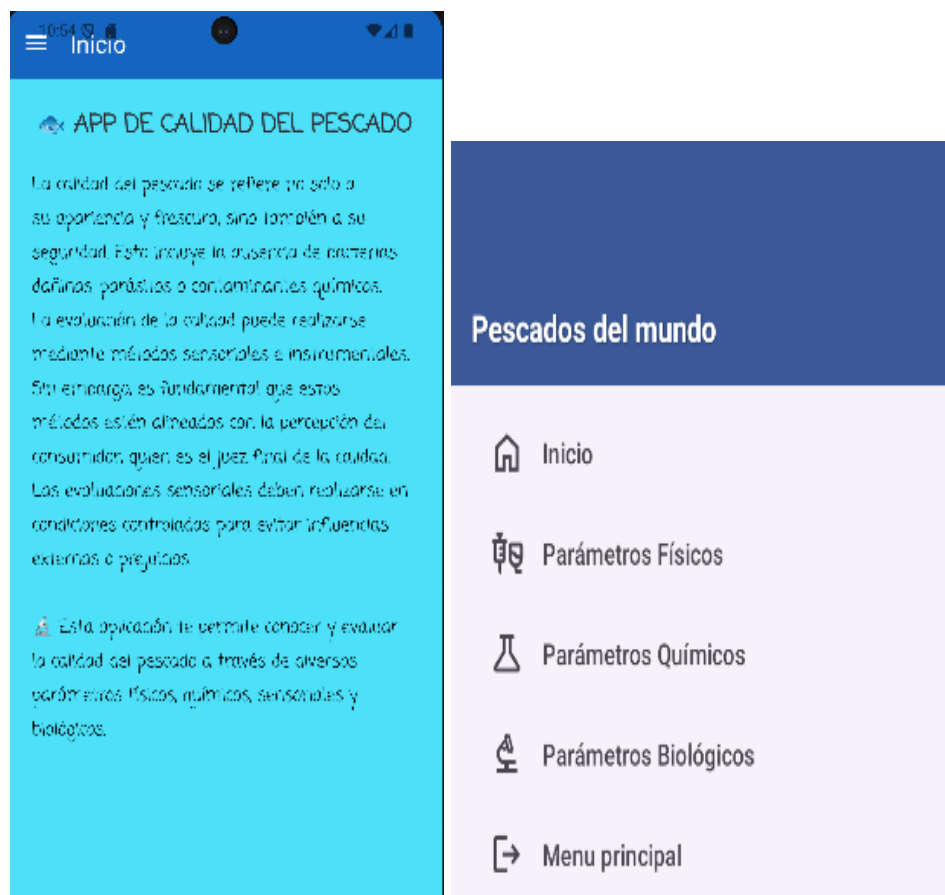 10:54
Inicio
APP DE CALIDAD DEL PESCADO
La calidad del pescado se refiere no solo a
su apariencia y frescura, sino también a su
seguridad. Esto incluye la ausencia de bacterias
dañinas, parásitos o contaminantes químicos.
La evaluación de la calidad puede realizarse
mediante métodos sensoriales e instrumentales.
Sin embargo, es fundamental que estos
métodos estén alineados con la percepción del
consumidor, quien es el juez final de la calidad.
Las evaluaciones sensoriales deben realizarse en
condiciones controladas para evitar influencias
externas o prejuicios.
Esta aplicación te permite conocer y evaluar
la calidad del pescado a través de diversos
parámetros físicos, químicos, sensoriales y
biológicos.
Pescados del mundo
Inicio
Parámetros Físicos
Parámetros Químicos
Parámetros Biológicos
Menu principal